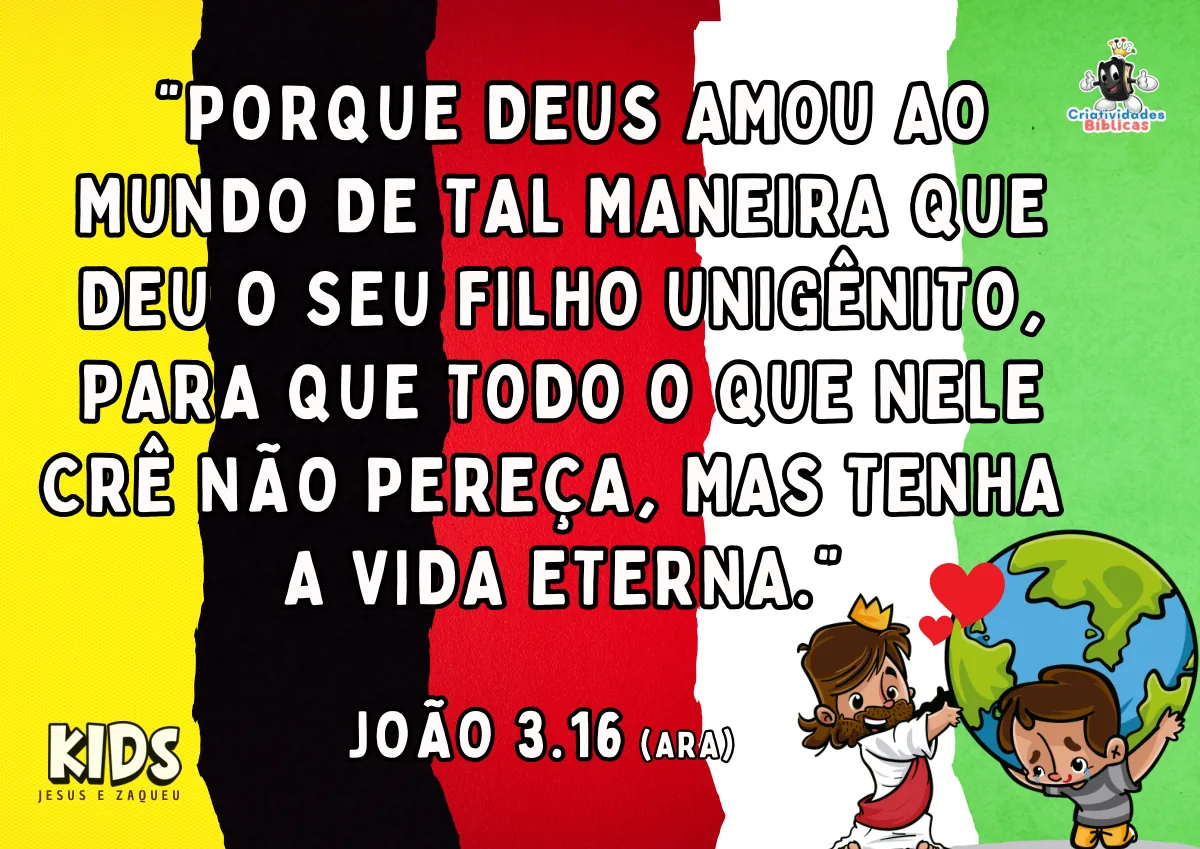 "PORQUE DEUS AMOU AO
MUNDO DE TAL MANEIRA QUE
DEU O SEU FILHO UNIGÊNITO,
PARA QUE TODO O QUE NELE
CRÊ NÃO PEREÇA, MAS TENHA
A VIDA ETERNA."
JOÃO 3.16 (ARA)
Criatividades
Bíblicas
KIDS
JESUS E ZAQUEU